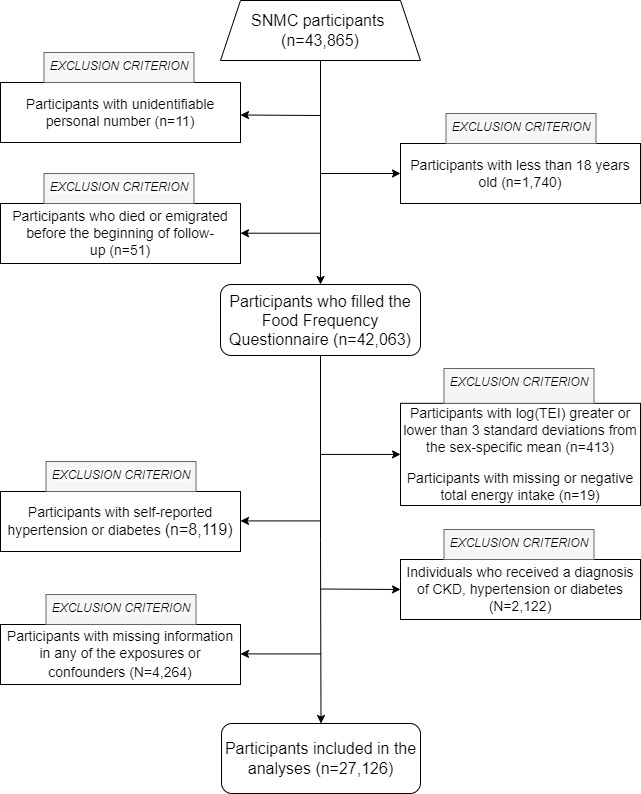 SNMC participants
(n=43,865)
EXCLUSION CRITERION
Participants with unidentifiable
personal number (n=11)
EXCLUSION CRITERION
Participants with less than 18 years
old (n=1,740)
EXCLUSION CRITERION
Participants who died or emigrated
before the beginning of follow-
up (n=51)
Participants who filled the
Food Frequency
Questionnaire (n=42,063)
EXCLUSION CRITERION
Participants with log(TEI) greater or
lower than 3 standard deviations from
the sex-specific mean (n=413)
Participants with missing or negative
total energy intake (n=19)
EXCLUSION CRITERION
Participants with self-reported
hypertension or diabetes (n=8,119)
EXCLUSION CRITERION
Individuals who received a diagnosis
of CKD, hypertension or diabetes
(N=2,122)
EXCLUSION CRITERION
Participants with missing information
in any of the exposures or
confounders (N=4,264)
Participants included in the
analyses (n=27,126)